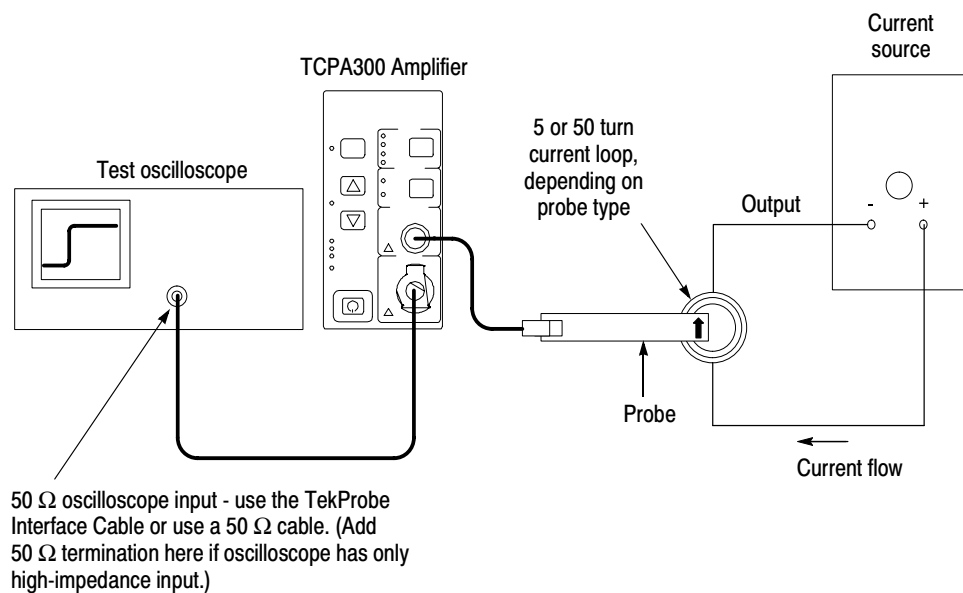 Current
source
TCPA300 Amplifier
5 or 50 turn
current loop,
depending on
probe type
Test oscilloscope
Output
- +
Probe
Current flow
50 Ω oscilloscope input - use the TekProbe
Interface Cable or use a 50 Ω cable. (Add
50 Ω termination here if oscilloscope has only
high-impedance input.)